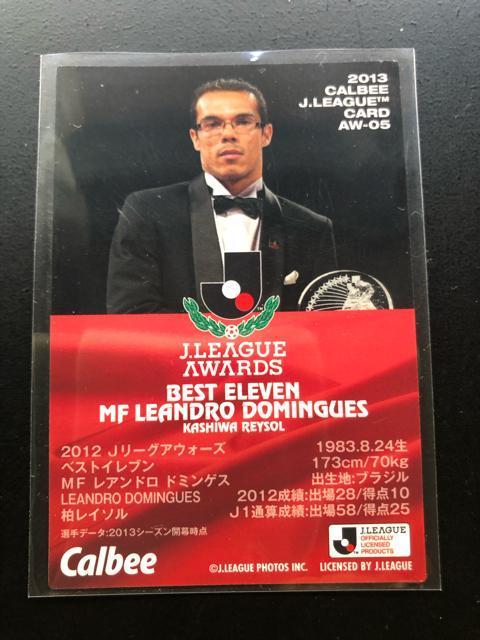 2013
CALBEE
J.LEAGUE™
CARD
AW-05
J.LEAGUE
AWARDS
BEST ELEVEN
MF LEANDRO DOMINGUES
KASHIWA REYSOL
2012 Jリーグアウォーズ
ベストイレブン
MF レアンドロ ドミンゲス
LEANDRO DOMINGUES
柏レイソル
選手データ:2013シーズン開幕時点
1983.8.24生
173cm/70kg
出生地:ブラジル
2012成績:出場28/得点10
J1通算成績:出場58/得点25
Calbee
J.LEAGUE
OFFICIALLY
LICENSED
PRODUCTS
©J.LEAGUE PHOTOS INC. LICENSED BY J.LEAGUE